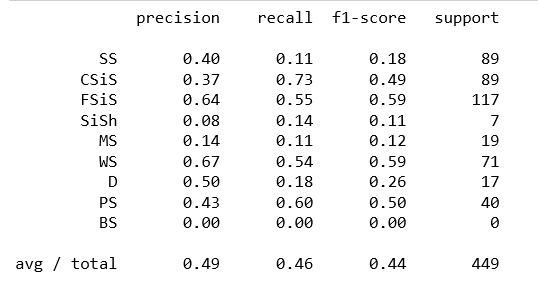 precision recall f1-score support
SS 0.40 0.11 0.18 89
CSiS 0.37 0.73 0.49 89
FSiS 0.64 0.55 0.59 117
SiSh 0.08 0.14 0.11 7
MS 0.14 0.11 0.12 19
WS 0.67 0.54 0.59 71
D 0.50 0.18 0.26 17
PS 0.43 0.60 0.50 40
BS 0.00 0.00 0.00 0
avg / total 0.49 0.46 0.44 449